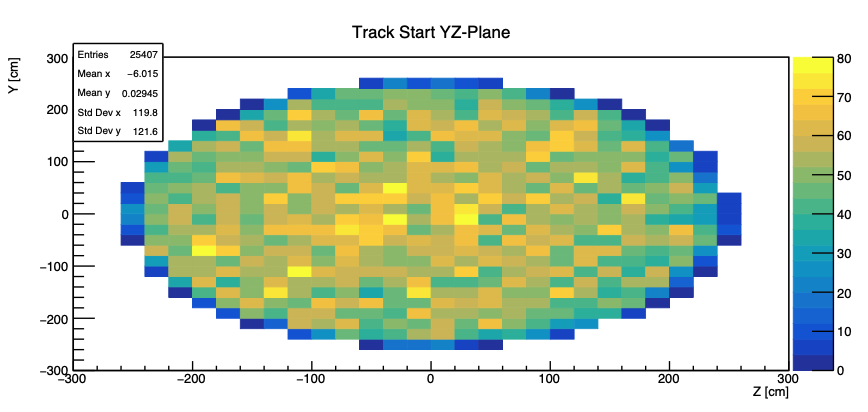 Track Start YZ-Plane
Y [cm]
Entries 25407
Mean x −6.015
Mean y 0.02945
Std Dev x 119.8
Std Dev y 121.6
300
200
100
0
−100
−200
−300
−300 −200 −100 0 100 200 300
Z [cm]
80
70
60
50
40
30
20
10
0